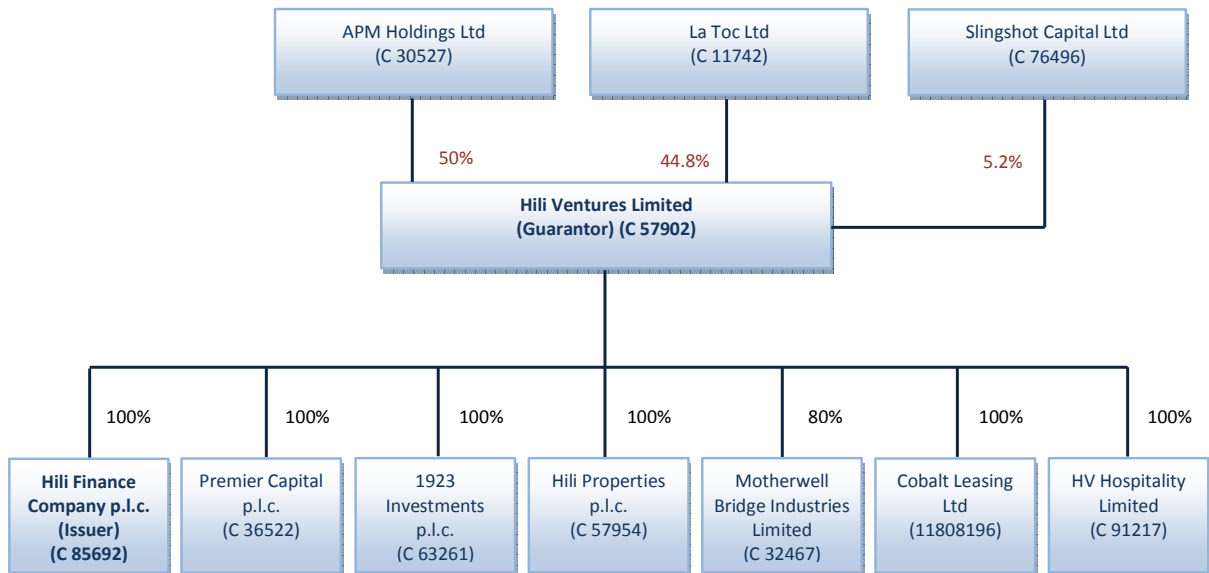 APM Holdings Ltd
(C 30527)
La Toc Ltd
(C 11742)
Slingshot Capital Ltd
(C 76496)
50%
44.8%
5.2%
Hili Ventures Limited
(Guarantor) (C 57902)
100%
100%
100%
100%
80%
100%
100%
Hili Finance
Company p.l.c.
(Issuer)
(C 85692)
Premier Capital
p.l.c.
(C 36522)
1923
Investments
p.l.c.
(C 63261)
Hili Properties
p.l.c.
(C 57954)
Motherwell
Bridge Industries
Limited
(C 32467)
Cobalt Leasing
Ltd
(11808196)
HV Hospitality
Limited
(C 91217)